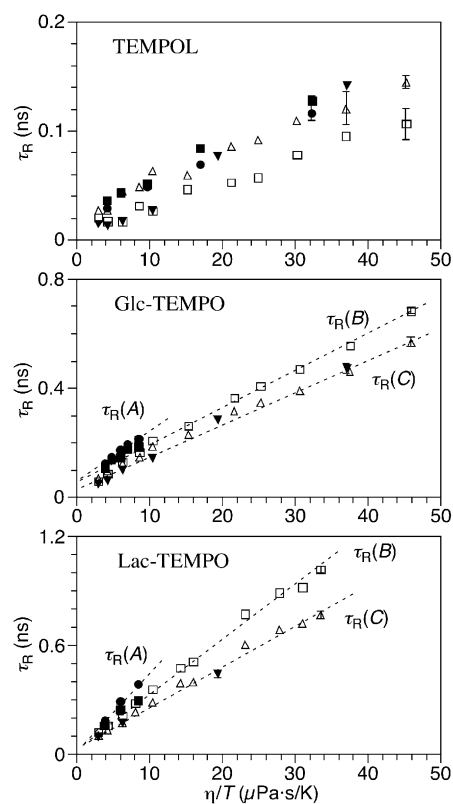 0.2
TEMPOL
τR (ns)
0.1
0
0 10 20 30 40 50
0.8
Glc-TEMPO
τR(B)
τR (ns)
0.4
τR(A)
τR(C)
0
0 10 20 30 40 50
1.2
Lac-TEMPO
τR(B)
τR (ns)
0.6
τR(A)
τR(C)
0
0 10 20 30 40 50
η/T (μPa·s/K)